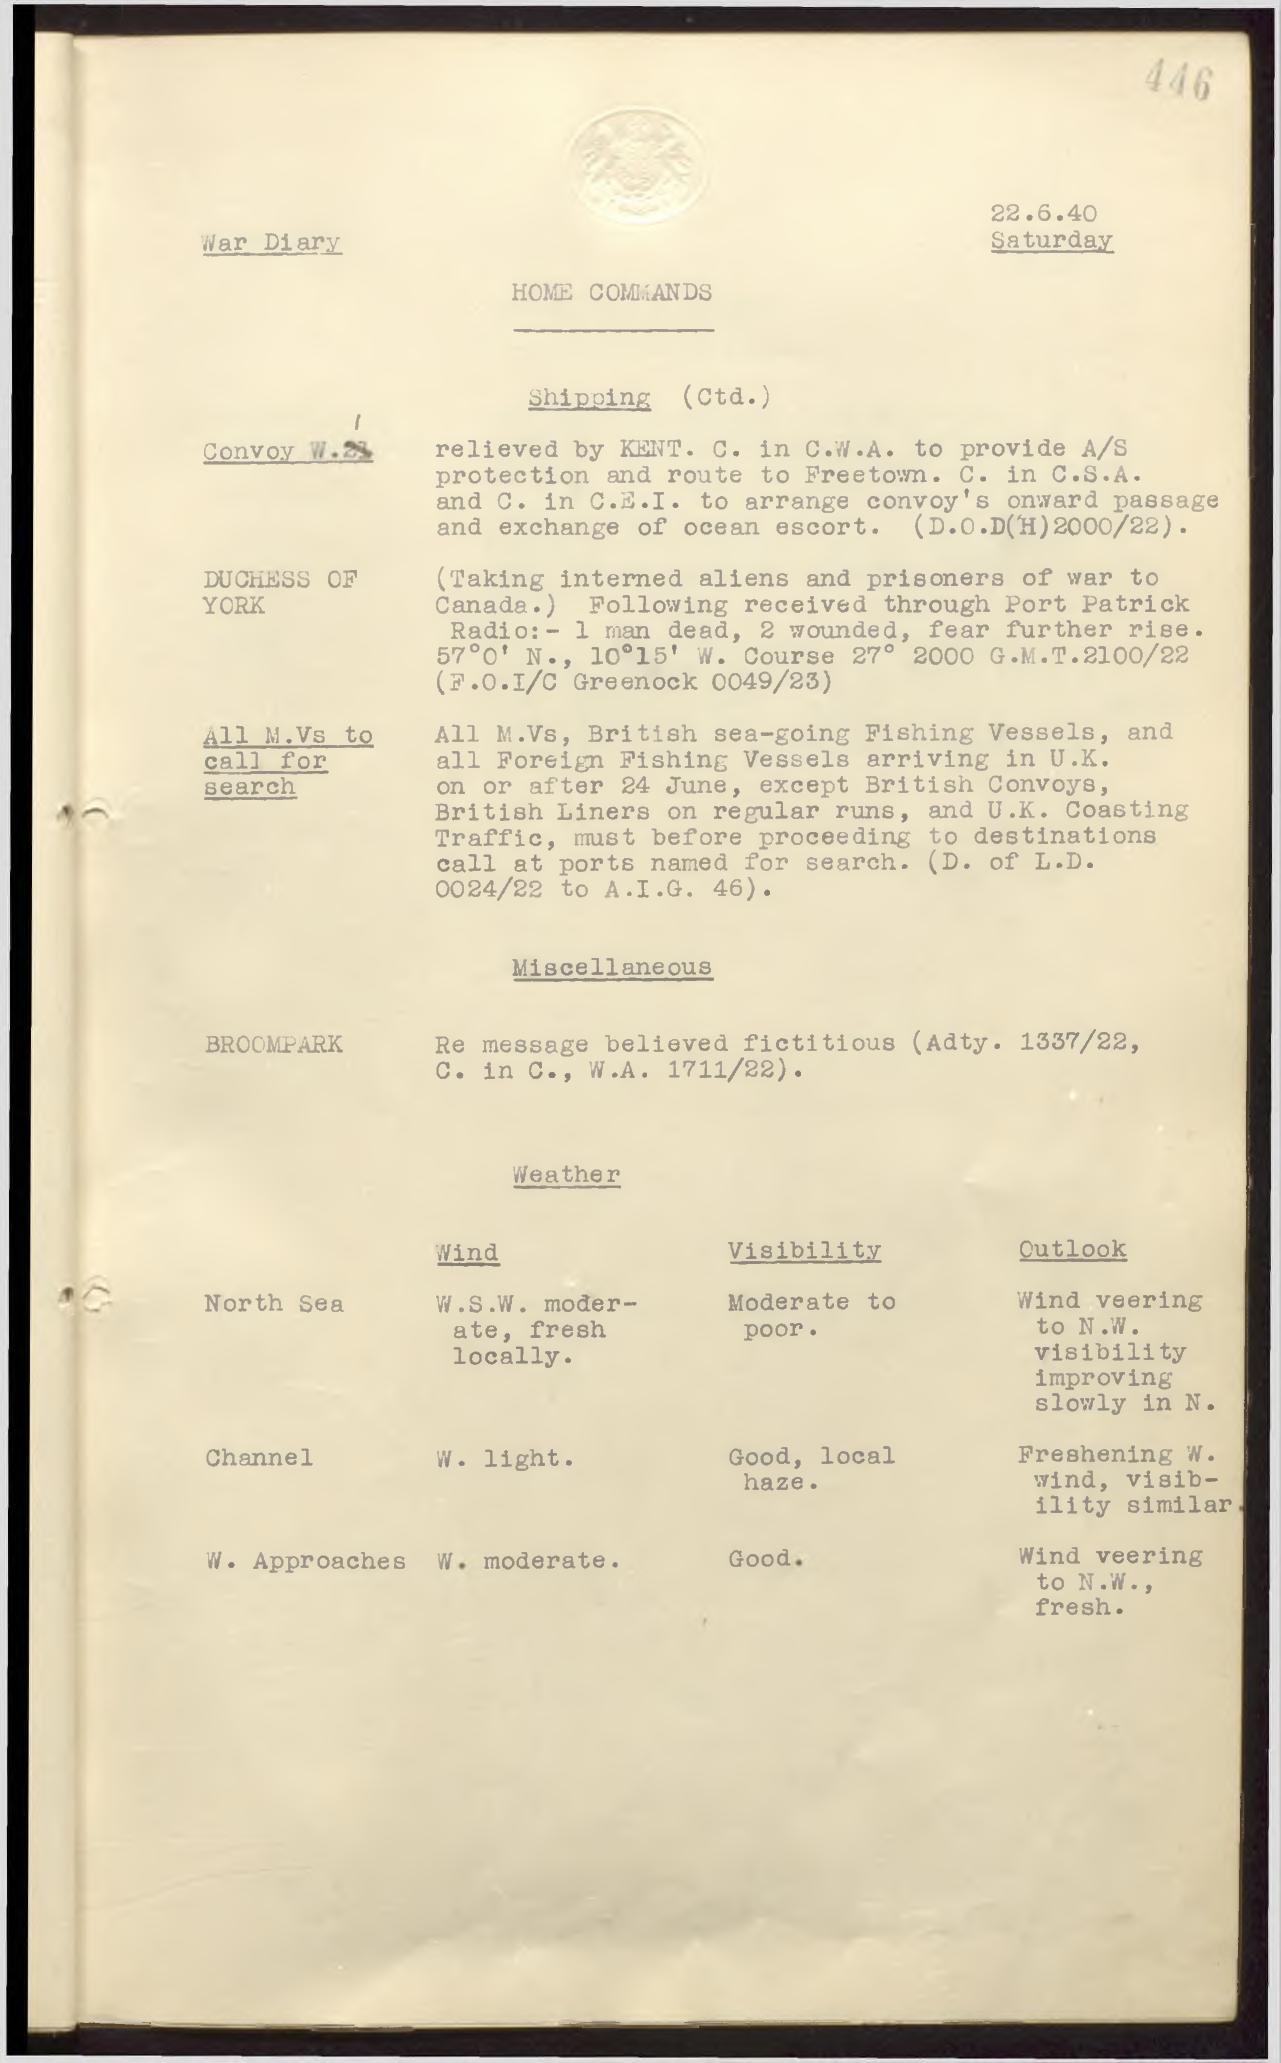 446
22.6.40
War Diary
Saturday
HOME COMMANDS
Shipping (Ctd.)
1
Convoy W. relieved by KENT. C. in C.W.A. to provide A/S
protection and route to Freetown. C. in C.S.A.
and C. in C.E.I. to arrange convoy's onward passage
and exchange of ocean escort. (D.O.D(H)2000/22).
DUCHESS OF (Taking interned aliens and prisoners of war to
YORK Canada.) Following received through Port Patrick
Radio:- 1 man dead, 2 wounded, fear further rise.
57°0' N., 10°15' W. Course 27° 2000 G.M.T.2100/22
(F.O.I/C Greenock 0049/23)
All M.Vs to All M.Vs, British sea-going Fishing Vessels, and
call for all Foreign Fishing Vessels arriving in U.K.
search on or after 24 June, except British Convoys,
British Liners on regular runs, and U.K. Coasting
Traffic, must before proceeding to destinations
call at ports named for search. (D. of L.D.
0024/22 to A.I.G. 46).
Miscellaneous
BROOMPARK Re message believed fictitious (Adty. 1337/22,
C. in C., W.A. 1711/22).
Weather
Wind Visibility Outlook
North Sea W.S.W. moder- Moderate to Wind veering
ate, fresh poor. to N.W.
locally. visibility
improving
slowly in N.
Channel W. light. Good, local Freshening W.
haze. wind, visib-
ility similar.
W. Approaches W. moderate. Good. Wind veering
to N.W.,
fresh.